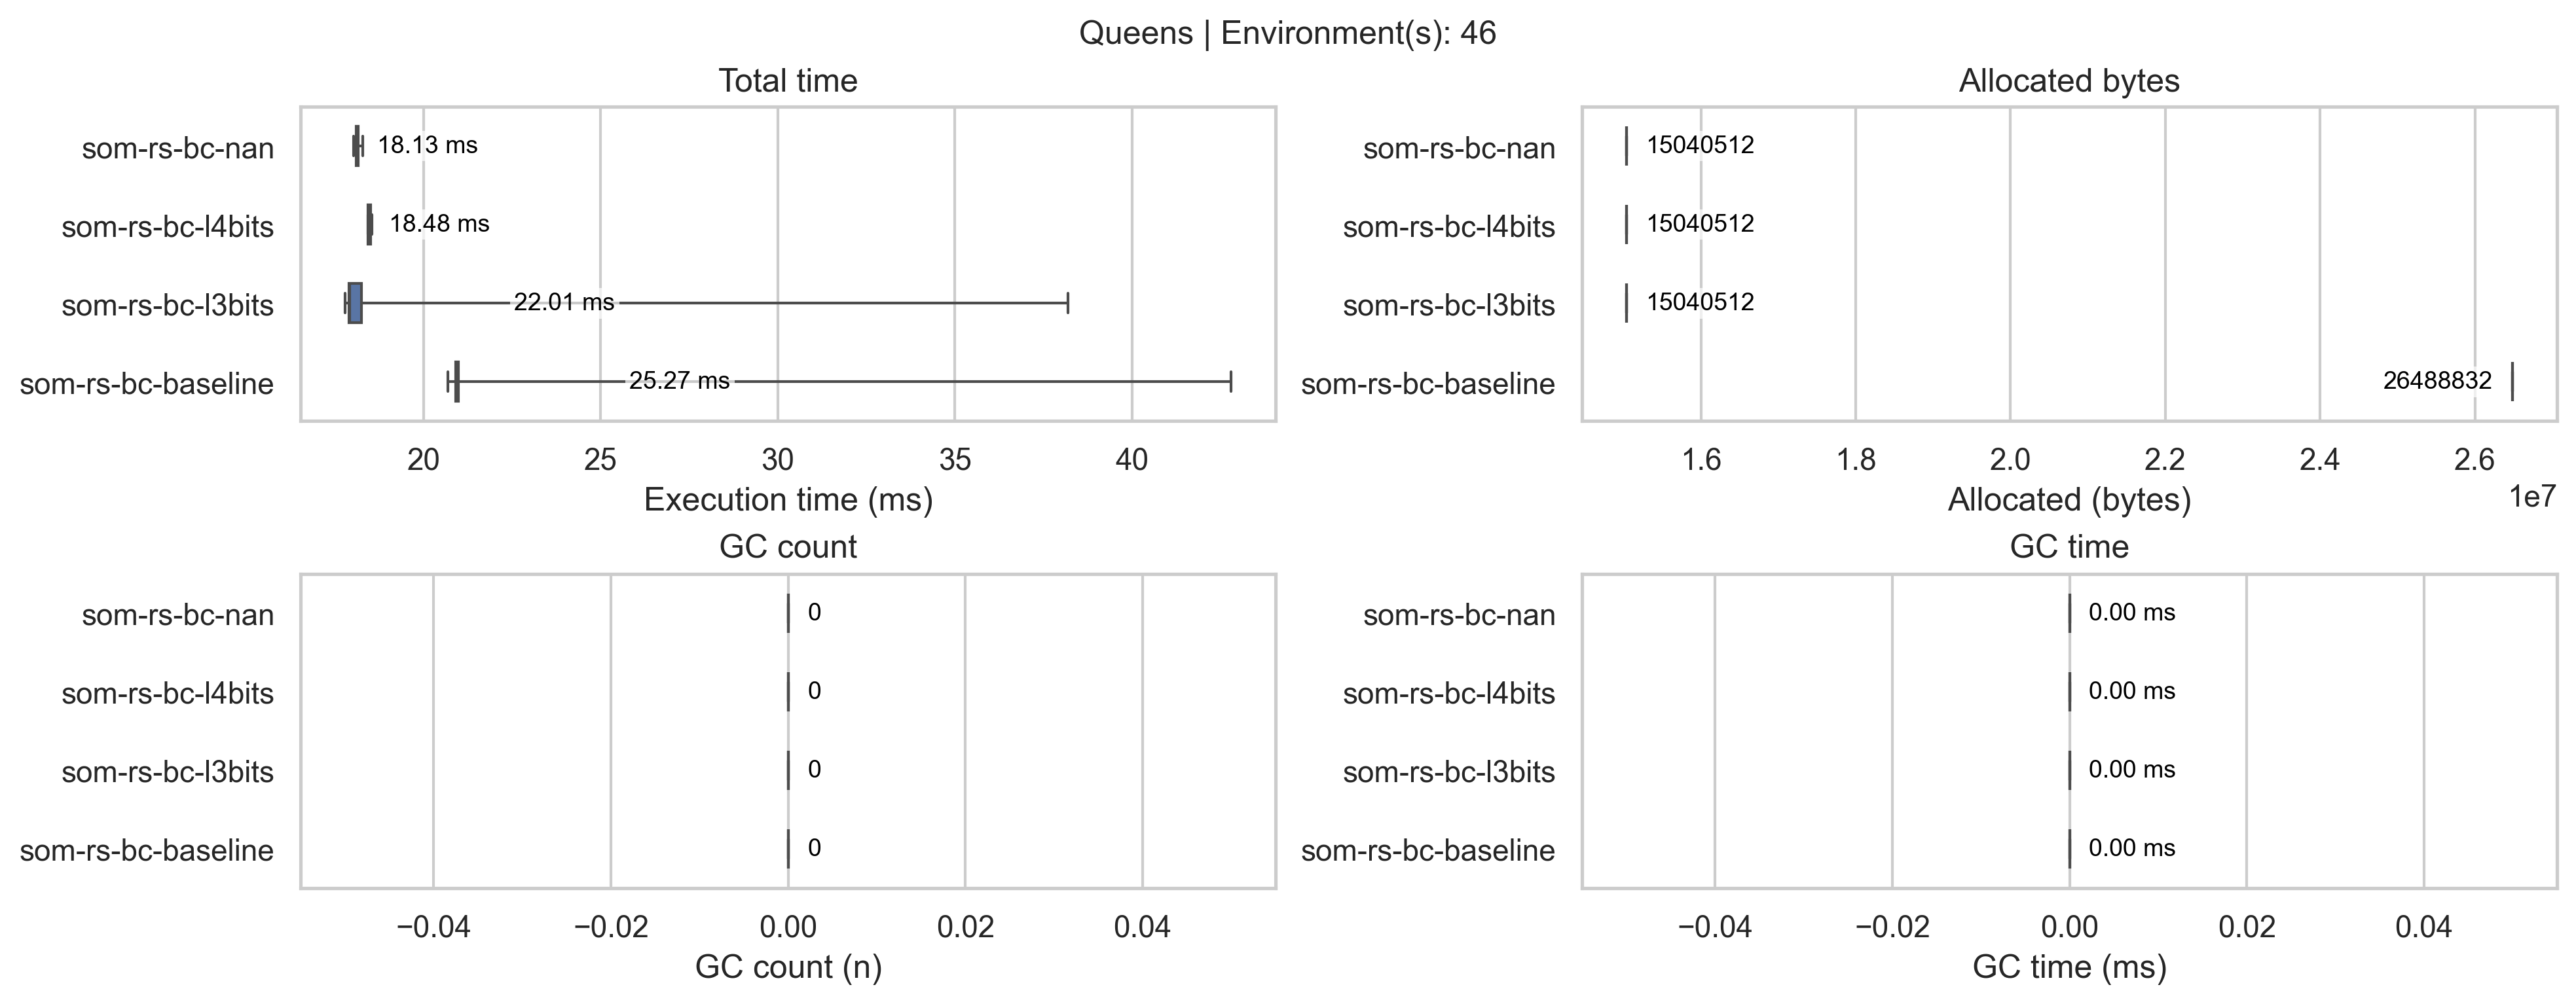 Queens | Environment(s): 46
Total time
som-rs-bc-nan
18.13 ms
som-rs-bc-l4bits
18.48 ms
som-rs-bc-l3bits
22.01 ms
som-rs-bc-baseline
25.27 ms
20 25 30 35 40
Execution time (ms)
Allocated bytes
som-rs-bc-nan
15040512
som-rs-bc-l4bits
15040512
som-rs-bc-l3bits
15040512
som-rs-bc-baseline
26488832
1.6 1.8 2.0 2.2 2.4 2.6
1e7
Allocated (bytes)
GC count
som-rs-bc-nan
0
som-rs-bc-l4bits
0
som-rs-bc-l3bits
0
som-rs-bc-baseline
0
−0.04 −0.02 0.00 0.02 0.04
GC count (n)
GC time
som-rs-bc-nan
0.00 ms
som-rs-bc-l4bits
0.00 ms
som-rs-bc-l3bits
0.00 ms
som-rs-bc-baseline
0.00 ms
−0.04 −0.02 0.00 0.02 0.04
GC time (ms)